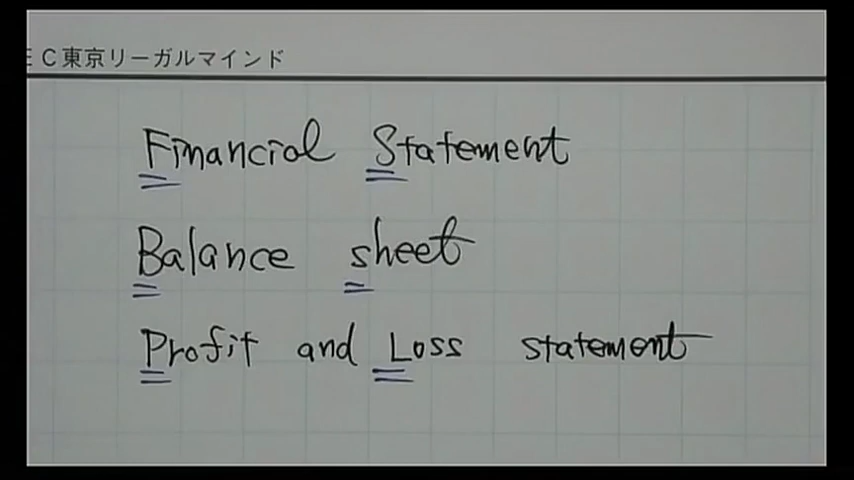 EC東京リーガルマインド
Financial Statement
Balance sheet
Profit and Loss statement